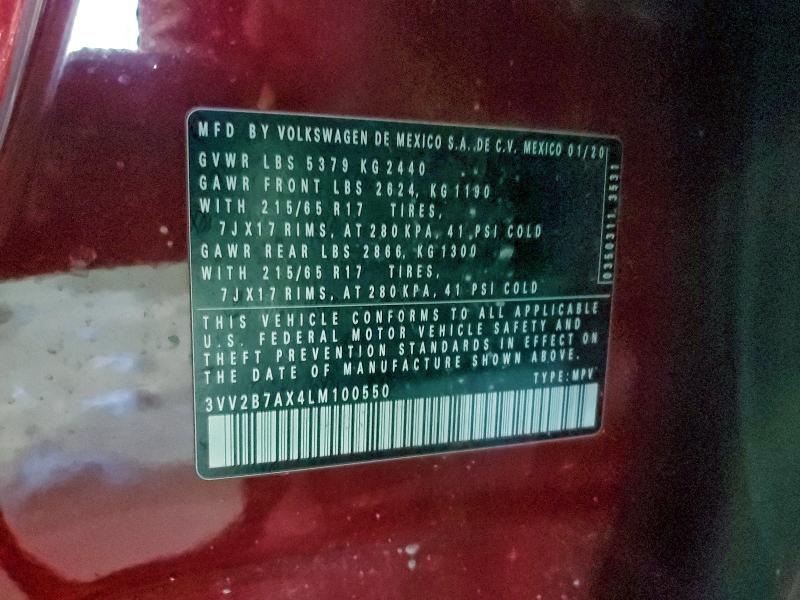 MFD BY VOLKSWAGEN DE MEXICO S.A. DE C.V. MEXICO 01/20
GVWR LBS 5379 KG 2440
GAWR FRONT LBS 2624, KG 1190
WITH 215/65 R17 TIRES,
7JX17 RIMS, AT 280 KPA, 41 PSI COLD
GAWR REAR LBS 2866, KG 1300
WITH 215/65 R17 TIRES,
7JX17 RIMS, AT 280 KPA, 41 PSI COLD
0350311 3531
THIS VEHICLE CONFORMS TO ALL APPLICABLE
U.S. FEDERAL MOTOR VEHICLE SAFETY AND
THEFT PREVENTION STANDARDS IN EFFECT ON
THE DATE OF MANUFACTURE SHOWN ABOVE.
TYPE: MPV
3VV2B7AX4LM100550